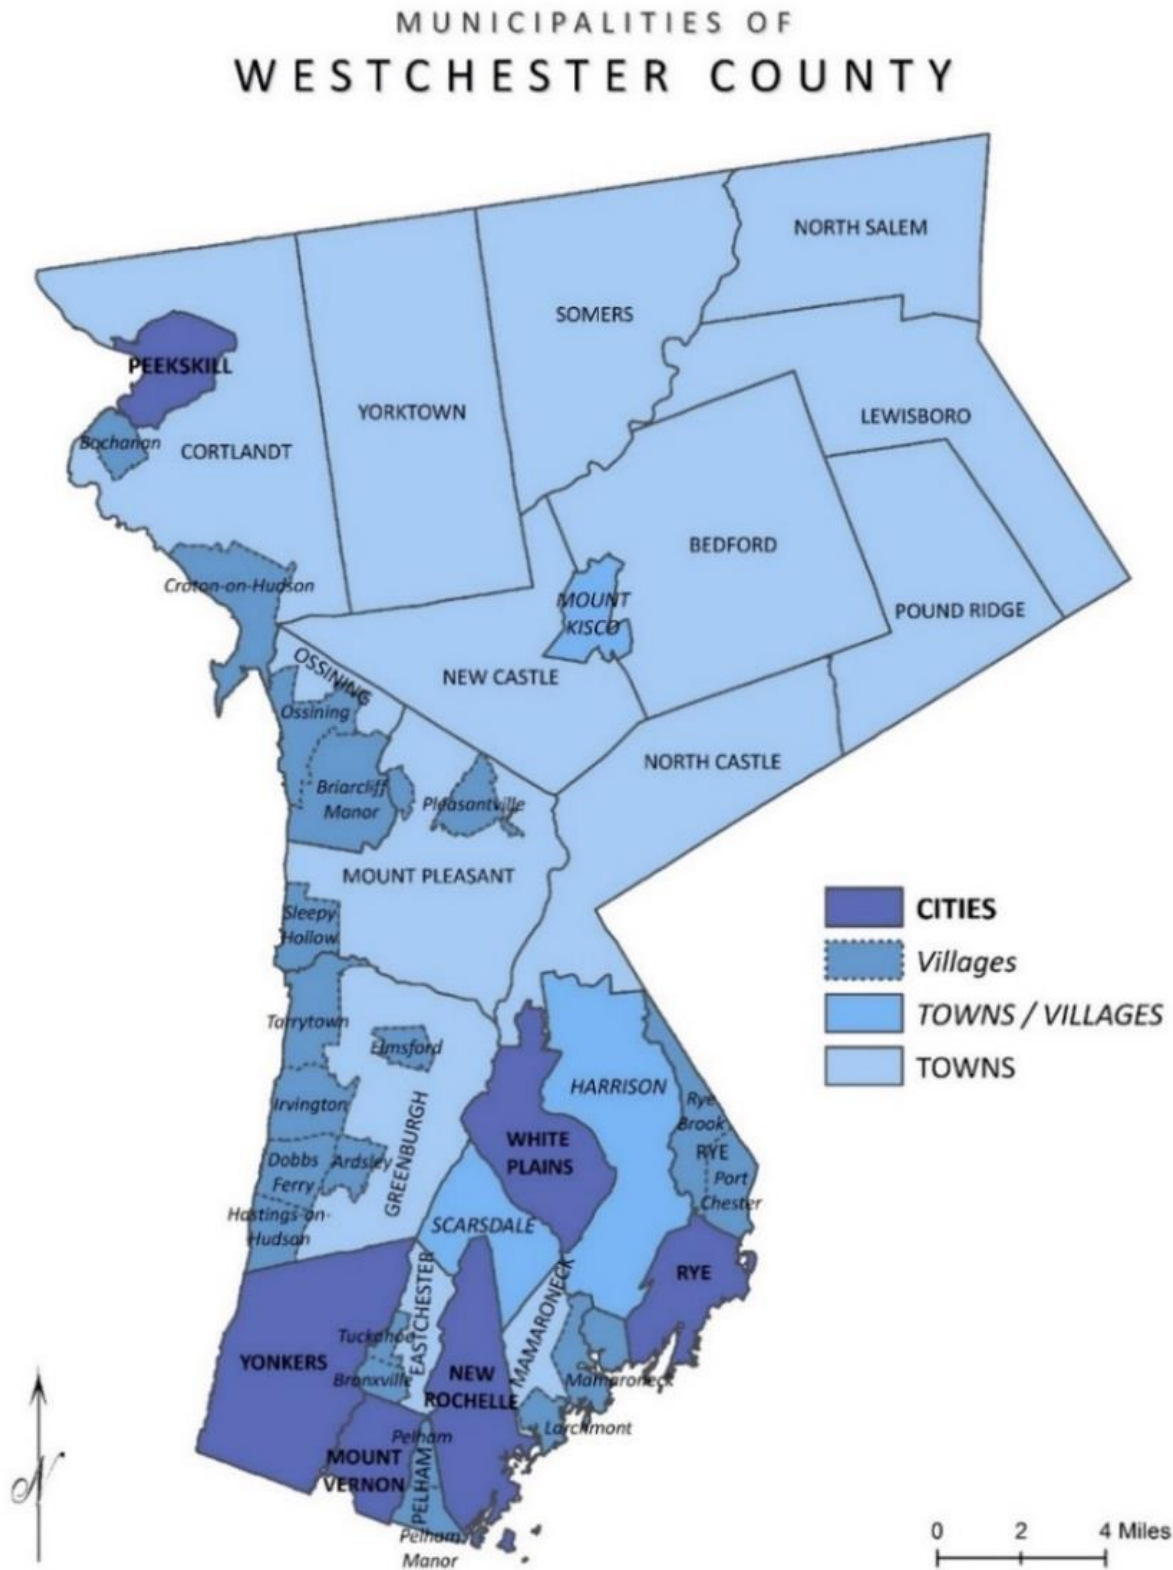 MUNICIPALITIES OF
WESTCHESTER COUNTY
NORTH SALEM
SOMERS
PEEKSKILL
YORKTOWN
LEWISBORO
Buchanan
CORTLANDT
BEDFORD
Croton-on-Hudson
MOUNT
KISCO
POUND RIDGE
OSSINING
NEW CASTLE
Ossining
NORTH CASTLE
Briarcliff
Manor
Pleasantville
MOUNT PLEASANT
Sleepy
Hollow
CITIES
Villages
TOWNS / VILLAGES
TOWNS
Tarrytown
Elmsford
HARRISON
Irvington
Rye
Brook
GREENBURGH
WHITE
PLAINS
RYE
Dobbs
Ferry
Ardsley
Port
Chester
Hastings-on-
Hudson
SCARSDALE
RYE
EASTCHESTER
MAMARONECK
Tuckahoe
YONKERS
Bronxville
NEW
ROCHELLE
Mamaroneck
Larchmont
Pelham
MOUNT
VERNON
PELHAM
Pelham
Manor
N
0 2 4 Miles